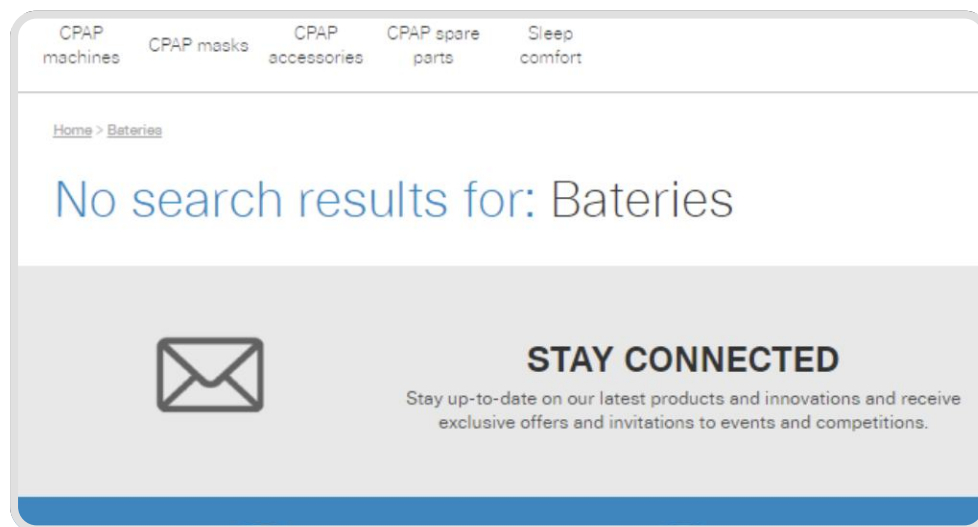 CPAP machines
CPAP masks
CPAP accessories
CPAP spare parts
Sleep comfort
Home > Bateries
No search results for: Bateries
STAY CONNECTED
Stay up-to-date on our latest products and innovations and receive
exclusive offers and invitations to events and competitions.